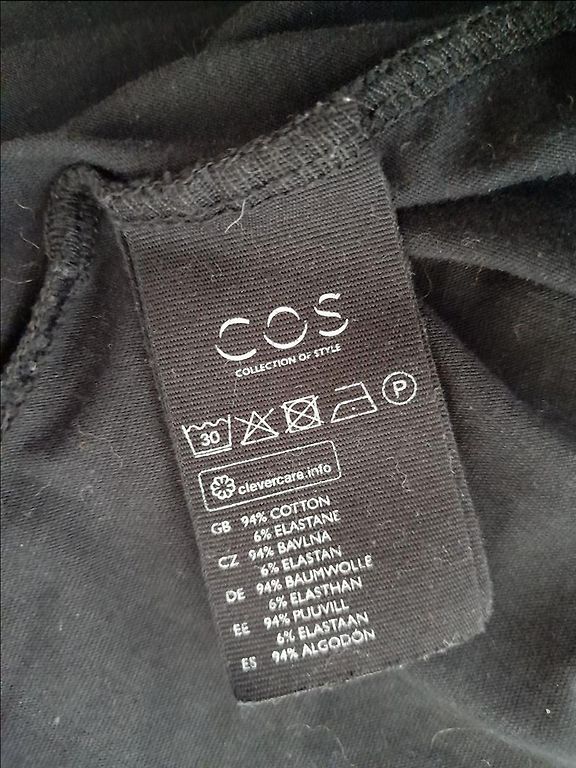 COS
COLLECTION OF STYLE
30 P
clevercare.info
GB 94% COTTON
6% ELASTANE
CZ 94% BAVLNA
6% ELASTAN
DE 94% BAUMWOLLE
6% ELASTHAN
EE 94% PUUVILL
6% ELASTAAN
ES 94% ALGODÓN